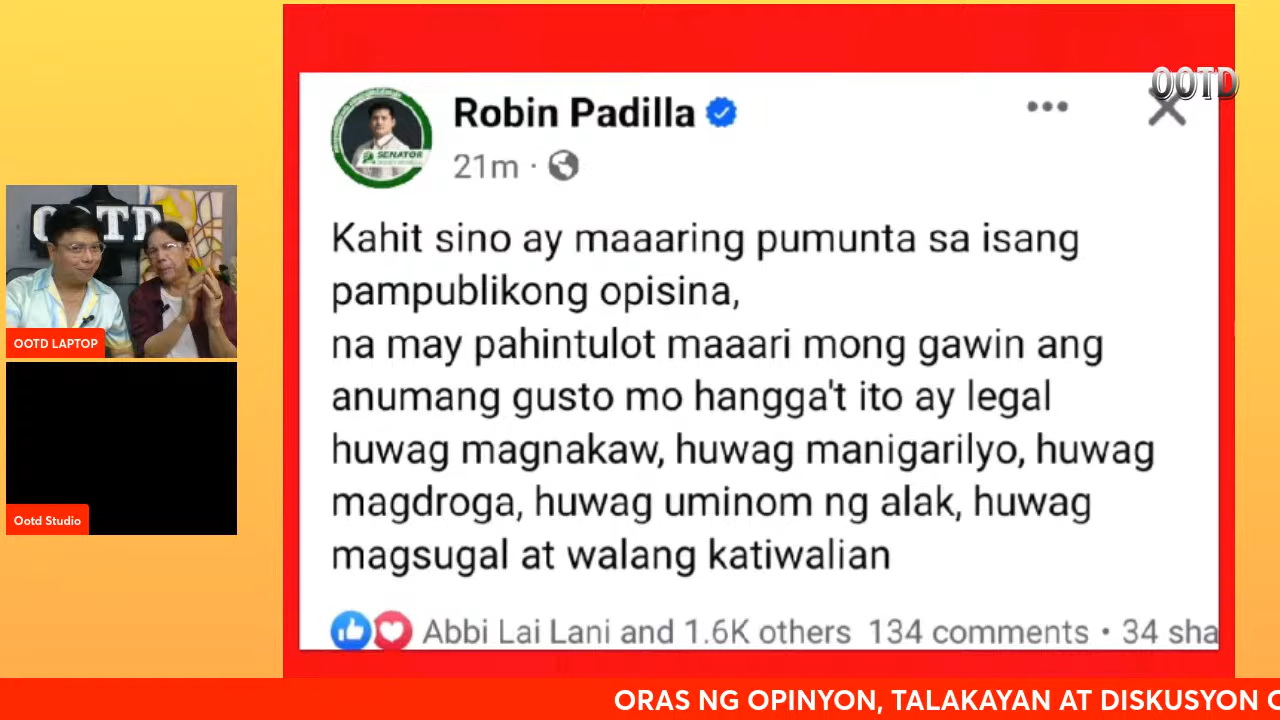 OOTD
OOTD
OOTD LAPTOP
Ootd Studio
Robin Padilla
21m ·
SENATOR
Kahit sino ay maaaring pumunta sa isang
pampublikong opisina,
na may pahintulot maaari mong gawin ang
anumang gusto mo hangga't ito ay legal
huwag magnakaw, huwag manigarilyo, huwag
magdroga, huwag uminom ng alak, huwag
magsugal at walang katiwalian
Abbi Lai Lani and 1.6K others 134 comments • 34 sha
ORAS NG OPINYON, TALAKAYAN AT DISKUSYON